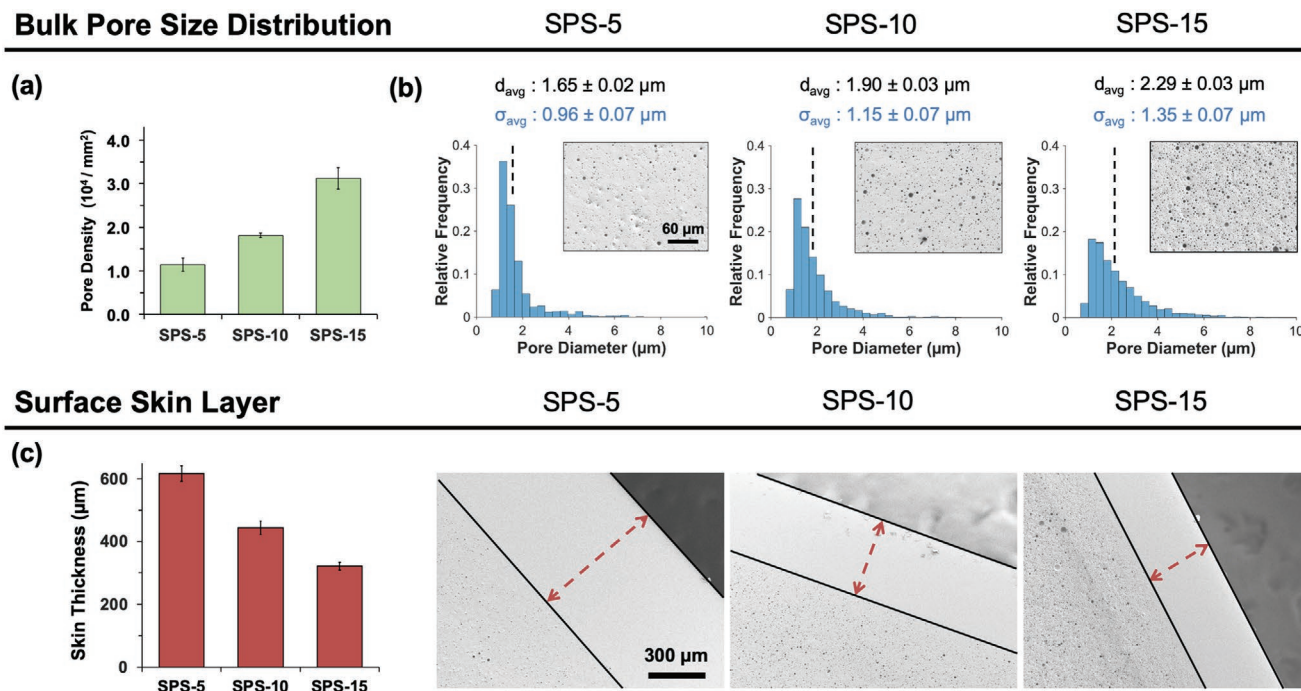 Bulk Pore Size Distribution SPS-5 SPS-10 SPS-15
(a)
Pore Density (10⁴ / mm²)
4.0
3.0
2.0
1.0
0.0
SPS-5 SPS-10 SPS-15
(b)
d_avg : 1.65 ± 0.02 µm
σ_avg : 0.96 ± 0.07 µm
Relative Frequency
0.4
0.3
0.2
0.1
0
60 µm
0 2 4 6 8 10
Pore Diameter (µm)
d_avg : 1.90 ± 0.03 µm
σ_avg : 1.15 ± 0.07 µm
Relative Frequency
0.4
0.3
0.2
0.1
0
0 2 4 6 8 10
Pore Diameter (µm)
d_avg : 2.29 ± 0.03 µm
σ_avg : 1.35 ± 0.07 µm
Relative Frequency
0.4
0.3
0.2
0.1
0
0 2 4 6 8 10
Pore Diameter (µm)
Surface Skin Layer SPS-5 SPS-10 SPS-15
(c)
Skin Thickness (µm)
600
400
200
0
SPS-5 SPS-10 SPS-15
300 µm